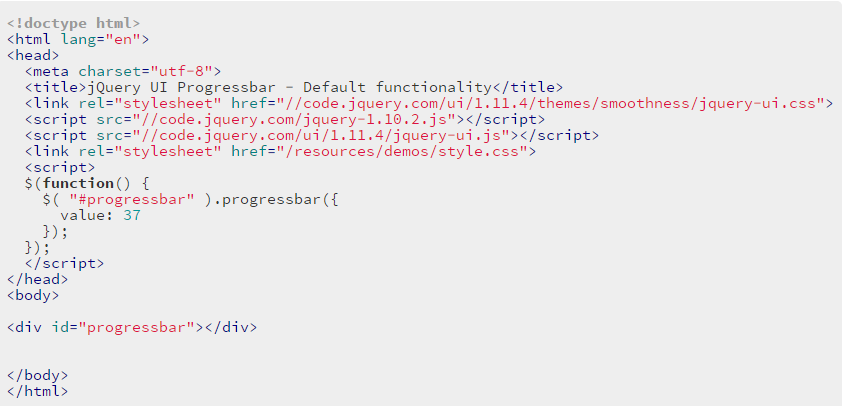 <!doctype html>
<html lang="en">
<head>
  <meta charset="utf-8">
  <title>jQuery UI Progressbar - Default functionality</title>
  <link rel="stylesheet" href="//code.jquery.com/ui/1.11.4/themes/smoothness/jquery-ui.css">
  <script src="//code.jquery.com/jquery-1.10.2.js"></script>
  <script src="//code.jquery.com/ui/1.11.4/jquery-ui.js"></script>
  <link rel="stylesheet" href="/resources/demos/style.css">
  <script>
  $(function() {
    $( "#progressbar" ).progressbar({
      value: 37
    });
  });
  </script>
</head>
<body>
<div id="progressbar"></div>
</body>
</html>